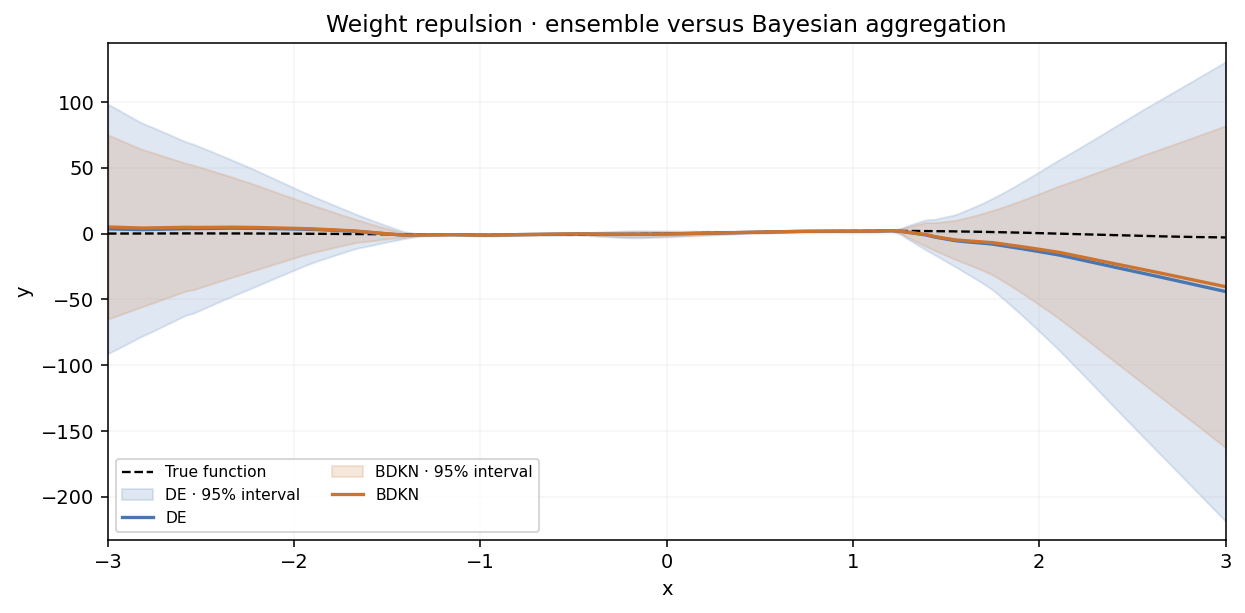 Weight repulsion · ensemble versus Bayesian aggregation
y
100
50
0
−50
−100
−150
−200
True function
DE · 95% interval
DE
BDKN · 95% interval
BDKN
−3
−2
−1
0
1
2
3
x